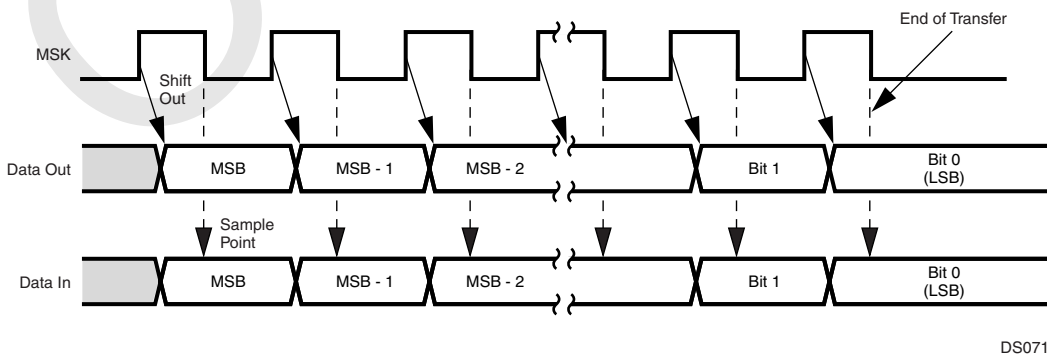 End of Transfer
MSK
Shift
Out
Data Out
MSB
MSB - 1
MSB - 2
Bit 1
Bit 0
(LSB)
Sample
Point
Data In
MSB
MSB - 1
MSB - 2
Bit 1
Bit 0
(LSB)
DS071